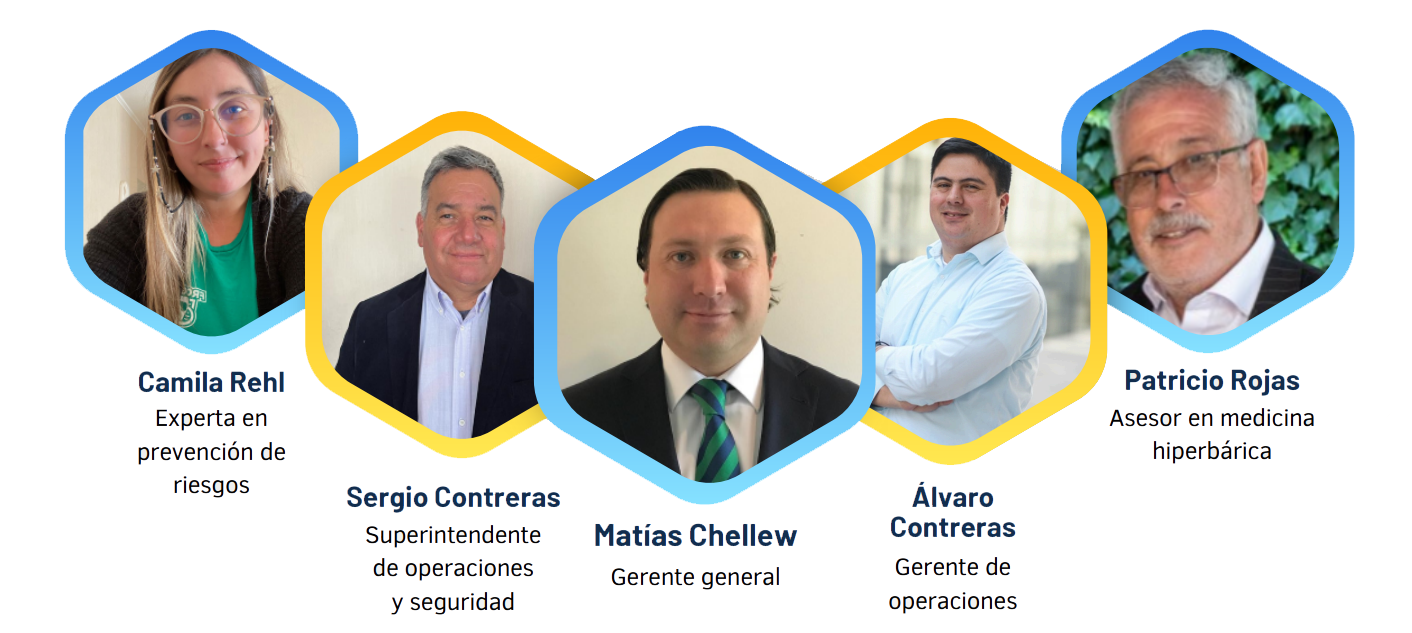 Camila Rehl
Experta en
prevención de
riesgos
Sergio Contreras
Superintendente
de operaciones
y seguridad
Matías Chellew
Gerente general
Álvaro
Contreras
Gerente de
operaciones
Patricio Rojas
Asesor en medicina
hiperbárica